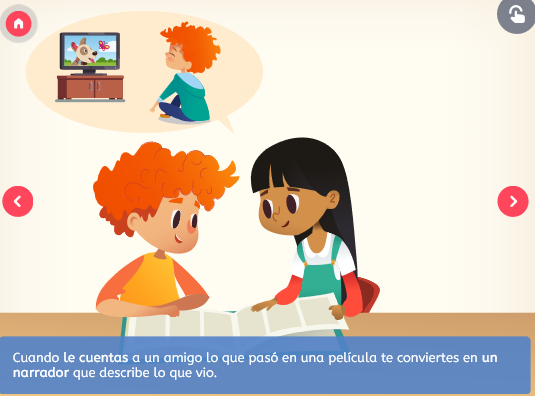 Cuando le cuentas a un amigo lo que pasó en una película te conviertes en un
narrador que describe lo que vio.